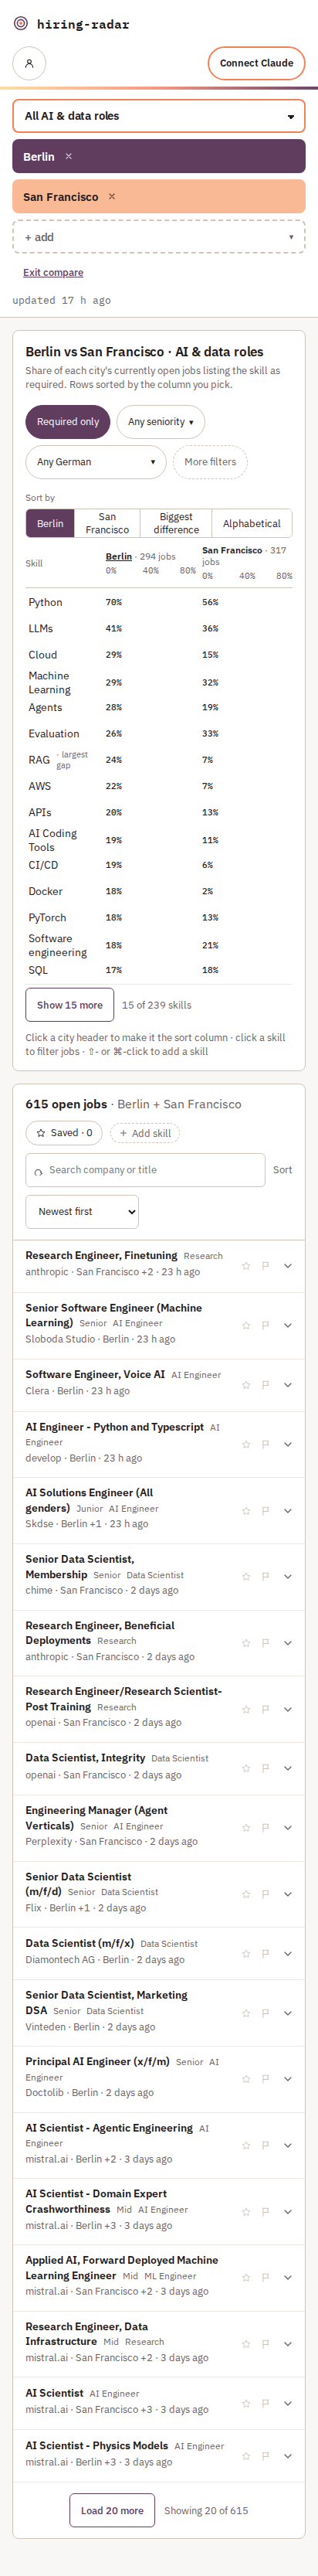 hiring-radar
Connect Claude
All AI & data roles
Berlin ×
San Francisco ×
+ add
Exit compare
updated 17 h ago
Berlin vs San Francisco · AI & data roles
Share of each city's currently open jobs listing the skill as
required. Rows sorted by the column you pick.
Required only
Any seniority
Any German
More filters
Sort by
Berlin
San
Francisco
Biggest
difference
Alphabetical
Skill
Berlin · 294 jobs
0% 40% 80%
San Francisco · 317
jobs
0% 40% 80%
Python 70% 56%
LLMs 41% 36%
Cloud 29% 15%
Machine
Learning 29% 32%
Agents 28% 19%
Evaluation 26% 33%
RAG · largest
gap 24% 7%
AWS 22% 7%
APIs 20% 13%
AI Coding
Tools 19% 11%
CI/CD 19% 6%
Docker 18% 2%
PyTorch 18% 13%
Software
engineering 18% 21%
SQL 17% 18%
Show 15 more 15 of 239 skills
Click a city header to make it the sort column · click a skill
to filter jobs · ⇧- or ⌘-click to add a skill
615 open jobs · Berlin + San Francisco
Saved · 0
+ Add skill
Search company or title
Sort
Newest first
Research Engineer, Finetuning Research
anthropic · San Francisco +2 · 23 h ago
Senior Software Engineer (Machine
Learning) Senior AI Engineer
Sloboda Studio · Berlin · 23 h ago
Software Engineer, Voice AI AI Engineer
Clera · Berlin · 23 h ago
AI Engineer - Python and Typescript AI
Engineer
develop · Berlin · 23 h ago
AI Solutions Engineer (All
genders) Junior AI Engineer
Skdse · Berlin +1 · 23 h ago
Senior Data Scientist,
Membership Senior Data Scientist
chime · San Francisco · 2 days ago
Research Engineer, Beneficial
Deployments Research
anthropic · San Francisco · 2 days ago
Research Engineer/Research Scientist-
Post Training Research
openai · San Francisco · 2 days ago
Data Scientist, Integrity Data Scientist
openai · San Francisco · 2 days ago
Engineering Manager (Agent
Verticals) Senior AI Engineer
Perplexity · San Francisco · 2 days ago
Senior Data Scientist
(m/f/d) Senior Data Scientist
Flix · Berlin +1 · 2 days ago
Data Scientist (m/f/x) Data Scientist
Diamontech AG · Berlin · 2 days ago
Senior Data Scientist, Marketing
DSA Senior Data Scientist
Vinteden · Berlin · 2 days ago
Principal AI Engineer (x/f/m) Senior AI
Engineer
Doctolib · Berlin · 2 days ago
AI Scientist - Agentic Engineering AI
Engineer
mistral.ai · Berlin +2 · 3 days ago
AI Scientist - Domain Expert
Crashworthiness Mid AI Engineer
mistral.ai · Berlin +3 · 3 days ago
Applied AI, Forward Deployed Machine
Learning Engineer Mid ML Engineer
mistral.ai · San Francisco +2 · 3 days ago
Research Engineer, Data
Infrastructure Mid Research
mistral.ai · San Francisco +2 · 3 days ago
AI Scientist AI Engineer
mistral.ai · San Francisco +3 · 3 days ago
AI Scientist - Physics Models AI Engineer
mistral.ai · Berlin +3 · 3 days ago
Load 20 more Showing 20 of 615